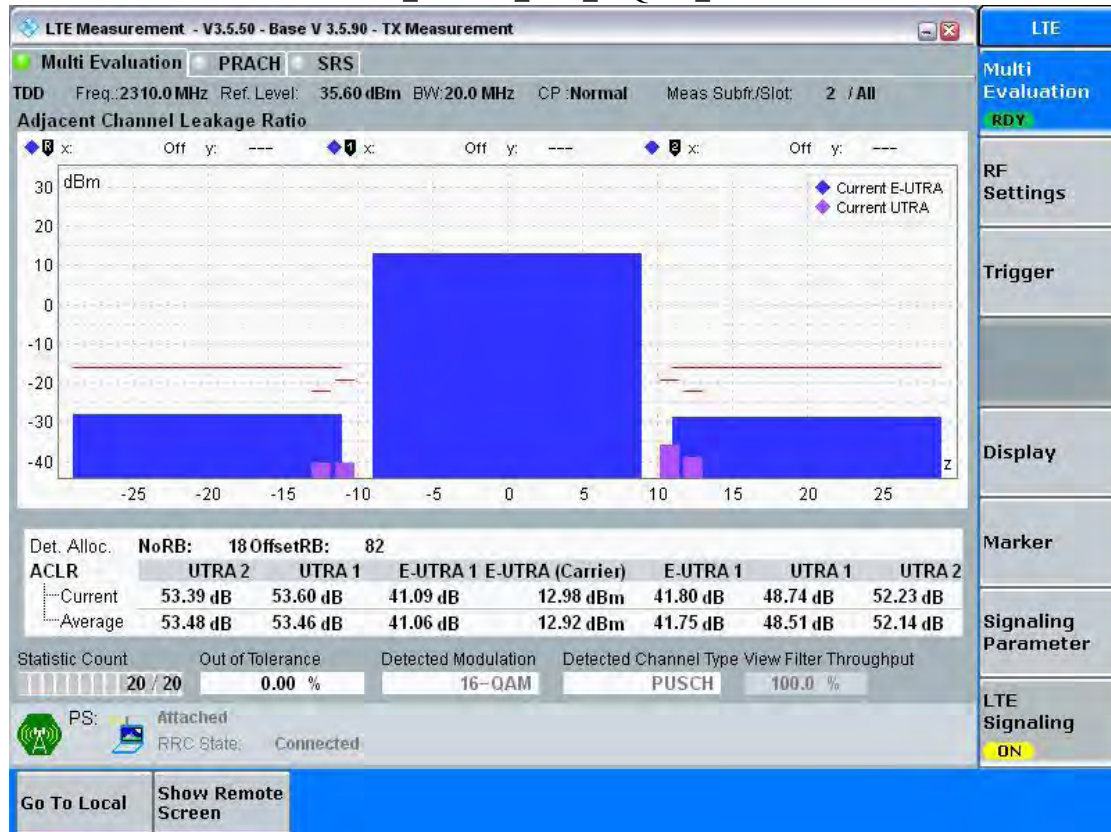 LTE Measurement - V3.5.50 - Base V 3.5.90 - TX Measurement
LTE
Multi Evaluation PRACH SRS
TDD Freq.:2310.0 MHz Ref. Level: 35.60 dBm BW:20.0 MHz CP :Normal Meas Subfr./Slot: 2 / All
Adjacent Channel Leakage Ratio
R x: Off y: --- 1 x: Off y: --- 2 x: Off y: ---
dBm
Current E-UTRA
Current UTRA
30
20
10
0
-10
-20
-30
-40
z
-25 -20 -15 -10 -5 0 5 10 15 20 25
Det. Alloc. NoRB: 18 OffsetRB: 82
ACLR UTRA 2 UTRA 1 E-UTRA 1 E-UTRA (Carrier) E-UTRA 1 UTRA 1 UTRA 2
Current 53.39 dB 53.60 dB 41.09 dB 12.98 dBm 41.80 dB 48.74 dB 52.23 dB
Average 53.48 dB 53.46 dB 41.06 dB 12.92 dBm 41.75 dB 48.51 dB 52.14 dB
Statistic Count Out of Tolerance Detected Modulation Detected Channel Type View Filter Throughput
20 / 20 0.00 % 16-QAM PUSCH 100.0 %
PS: Attached
RRC State: Connected
Multi
Evaluation
RDY
RF
Settings
Trigger
Display
Marker
Signaling
Parameter
LTE
Signaling
ON
Go To Local
Show Remote
Screen